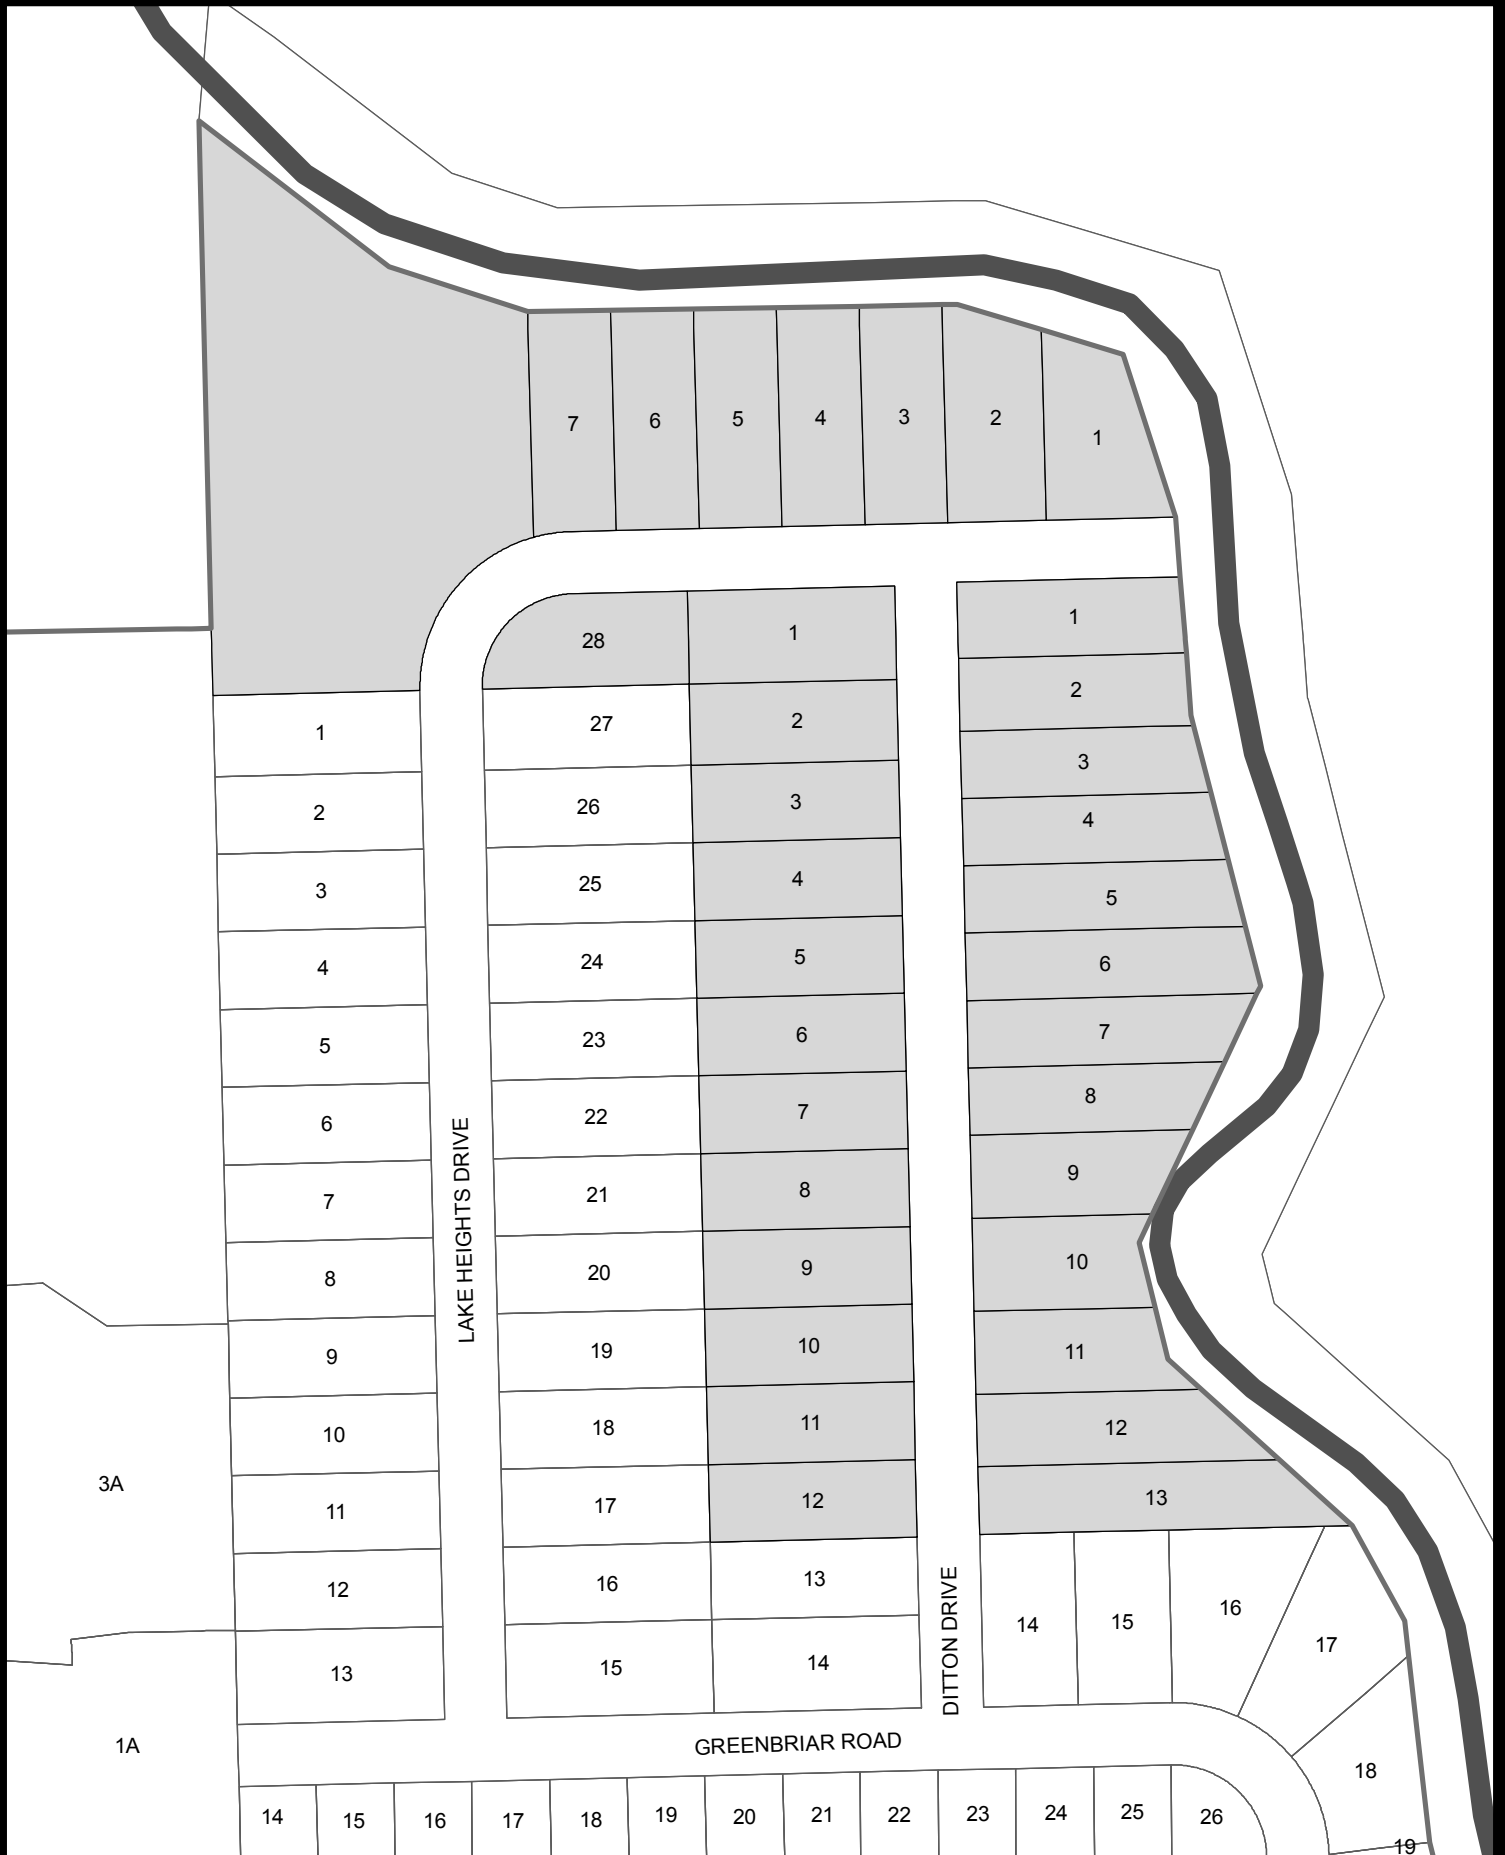 7 6 5 4 3 2 1
28 1 1
27 2 2
1
26 3 3
2
25 4 4
3
24 5 5
4
23 6 6
5
22 7 7
6
21 8 8
7
20 9 9
8
19 10 10
9
18 11 11
10
17 12 12
11
13
16 13
12
15 14
13
14 15 16 17
18
19
3A
1A
LAKE HEIGHTS DRIVE
DITTON DRIVE
GREENBRIAR ROAD
14 15 16 17 18 19 20 21 22 23 24 25 26